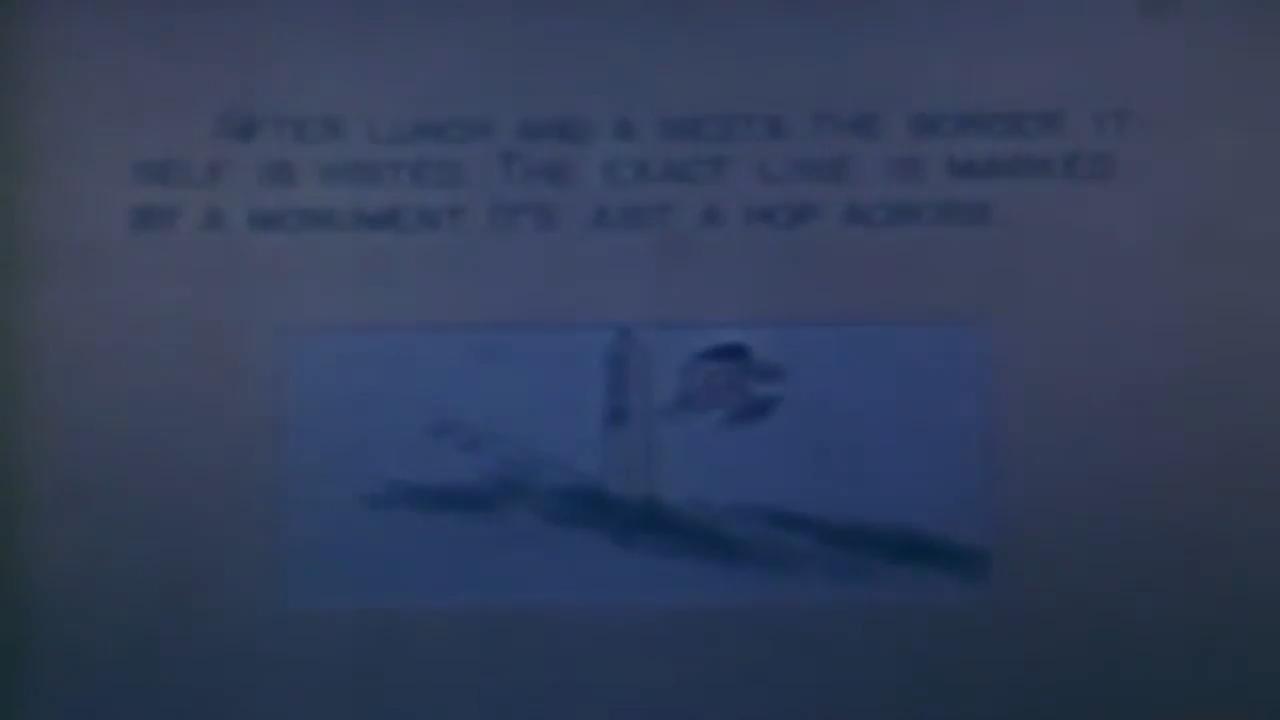 AFTER LUNCH AND A SIESTA THE BORDER IT
SELF IS VISITED. THE EXACT LINE IS MARKED
BY A MONUMENT IT'S JUST A HOP ACROSS.